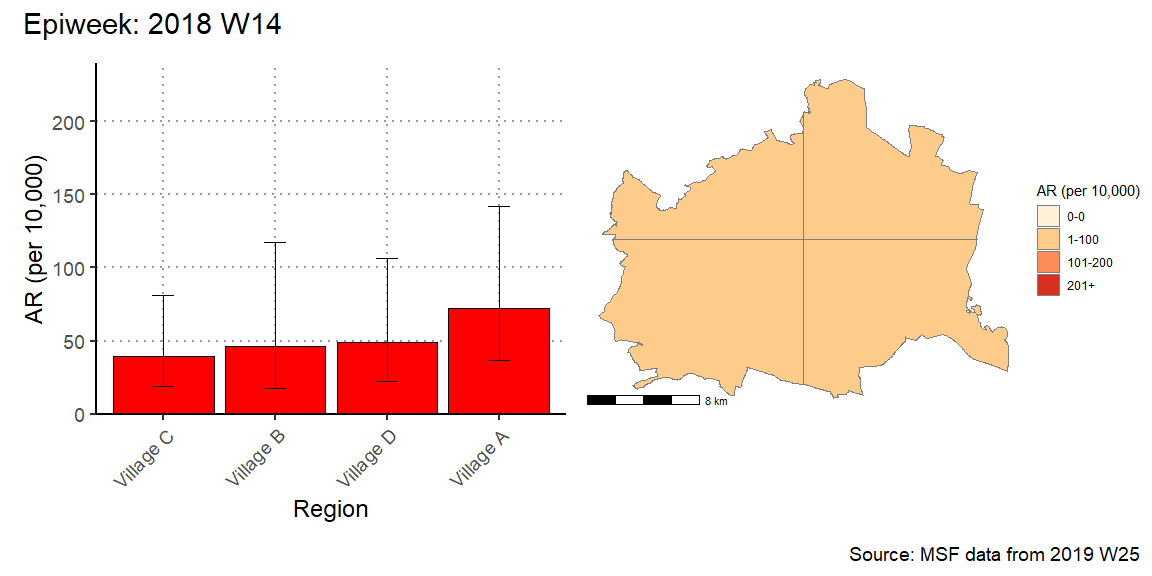 Epiweek: 2018 W14
AR (per 10,000)
200
150
100
50
0
Village C
Village B
Village D
Village A
Region
8 km
AR (per 10,000)
0-0
1-100
101-200
201+
Source: MSF data from 2019 W25